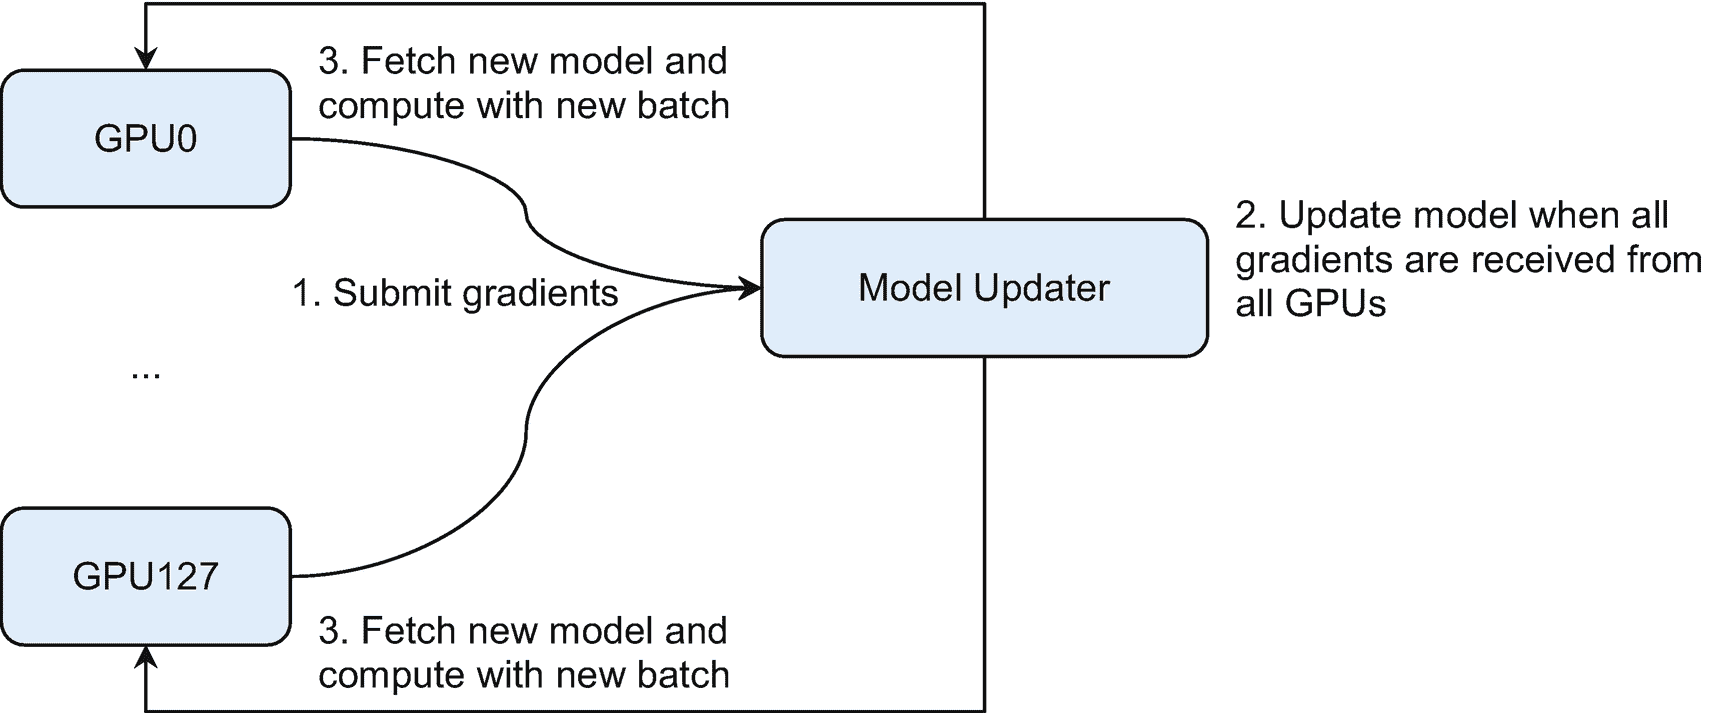 3. Fetch new model and
compute with new batch
GPU0
1. Submit gradients
Model Updater
2. Update model when all
gradients are received from
all GPUs
...
GPU127
3. Fetch new model and
compute with new batch